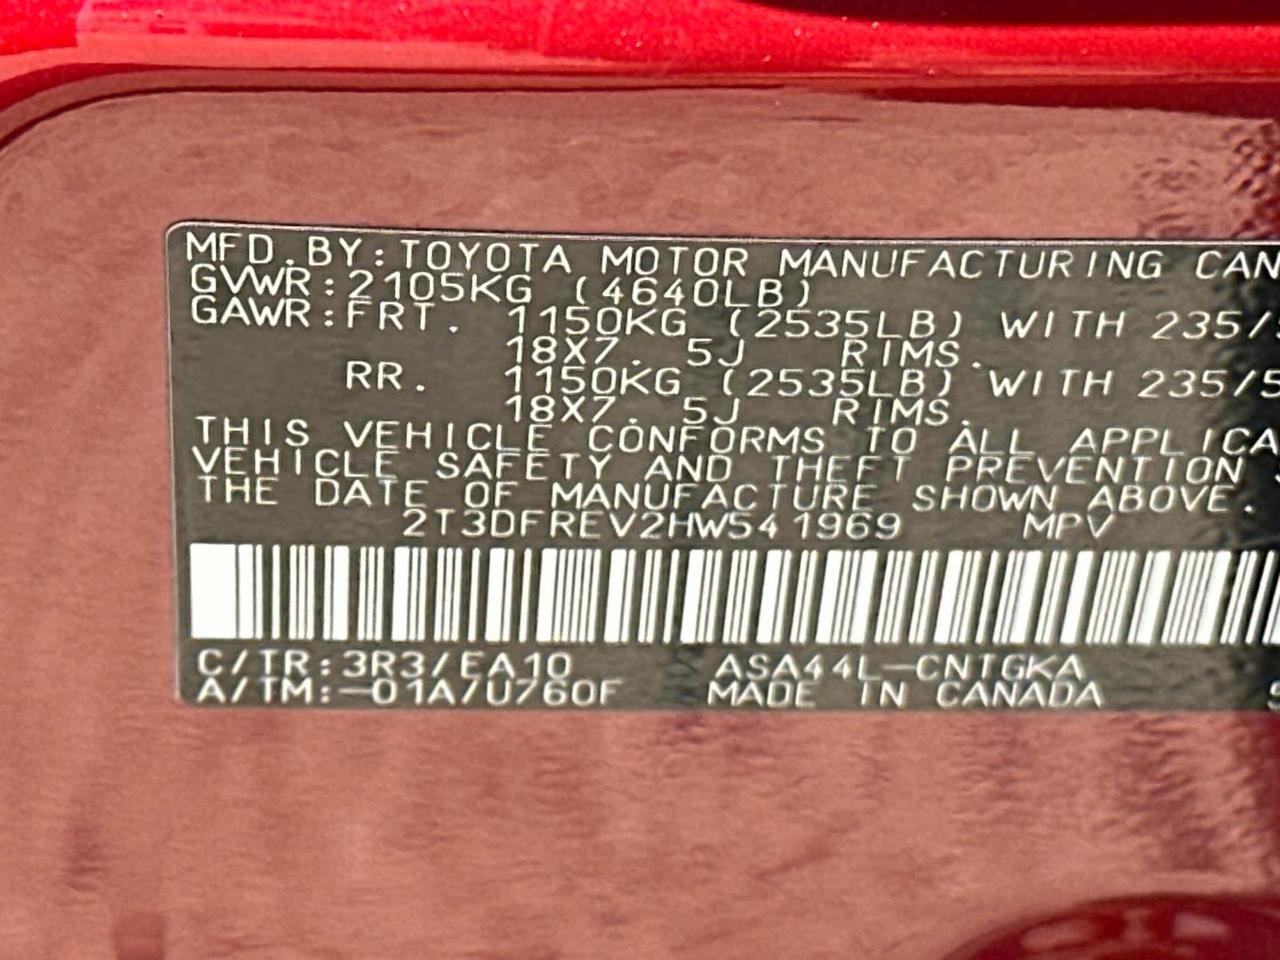 MFD.BY:TOYOTA MOTOR MANUFACTURING CAN
GVWR:2105KG (4640LB)
GAWR:FRT. 1150KG (2535LB) WITH 235/
18X7.5J RIMS.
RR. 1150KG (2535LB) WITH 235/5
18X7.5J RIMS.
THIS VEHICLE CONFORMS TO ALL APPLICA
VEHICLE SAFETY AND THEFT PREVENTION
THE DATE OF MANUFACTURE SHOWN ABOVE.
2T3DFREV2HW541969 MPV
C/TR:3R3/EA10 ASA44L-CNTGKA
A/TM:-01A/U760F MADE IN CANADA